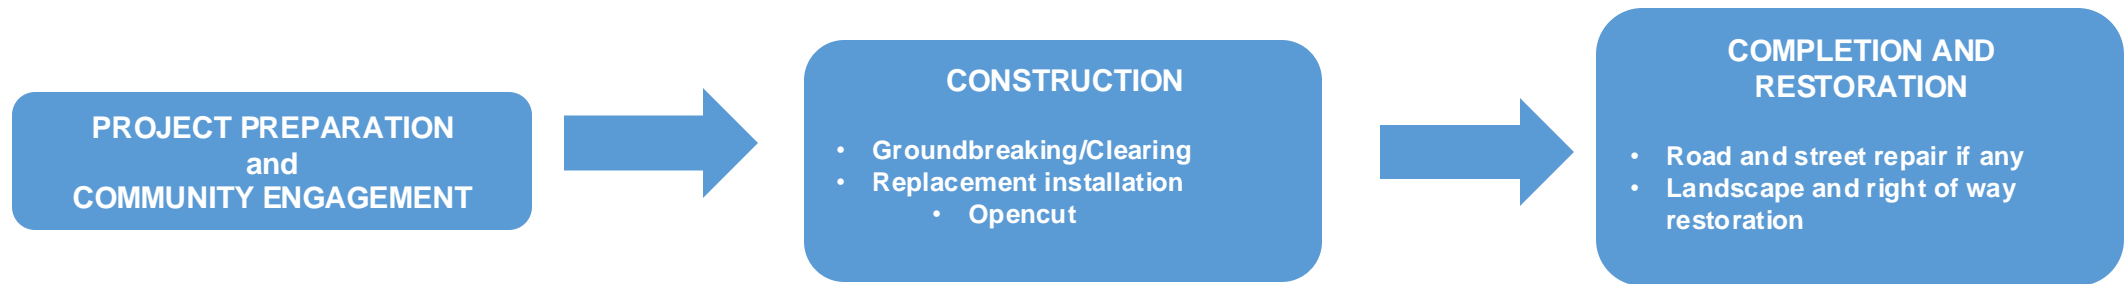 PROJECT PREPARATION
and
COMMUNITY ENGAGEMENT
CONSTRUCTION
• Groundbreaking/Clearing
• Replacement installation
• Opencut
COMPLETION AND
RESTORATION
• Road and street repair if any
• Landscape and right of way
restoration